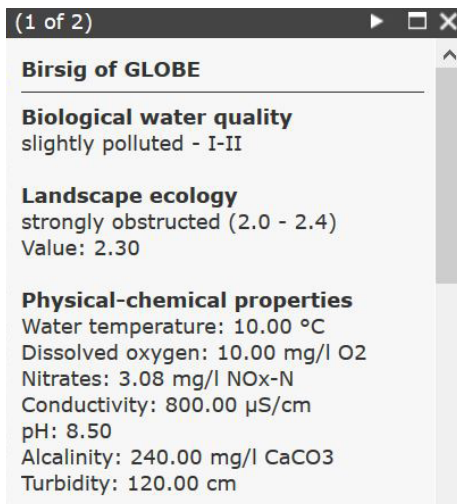 (1 of 2)
Birsig of GLOBE
Biological water quality
slightly polluted - I-II
Landscape ecology
strongly obstructed (2.0 - 2.4)
Value: 2.30
Physical-chemical properties
Water temperature: 10.00 °C
Dissolved oxygen: 10.00 mg/l O2
Nitrates: 3.08 mg/l NOx-N
Conductivity: 800.00 µS/cm
pH: 8.50
Alcalinity: 240.00 mg/l CaCO3
Turbidity: 120.00 cm